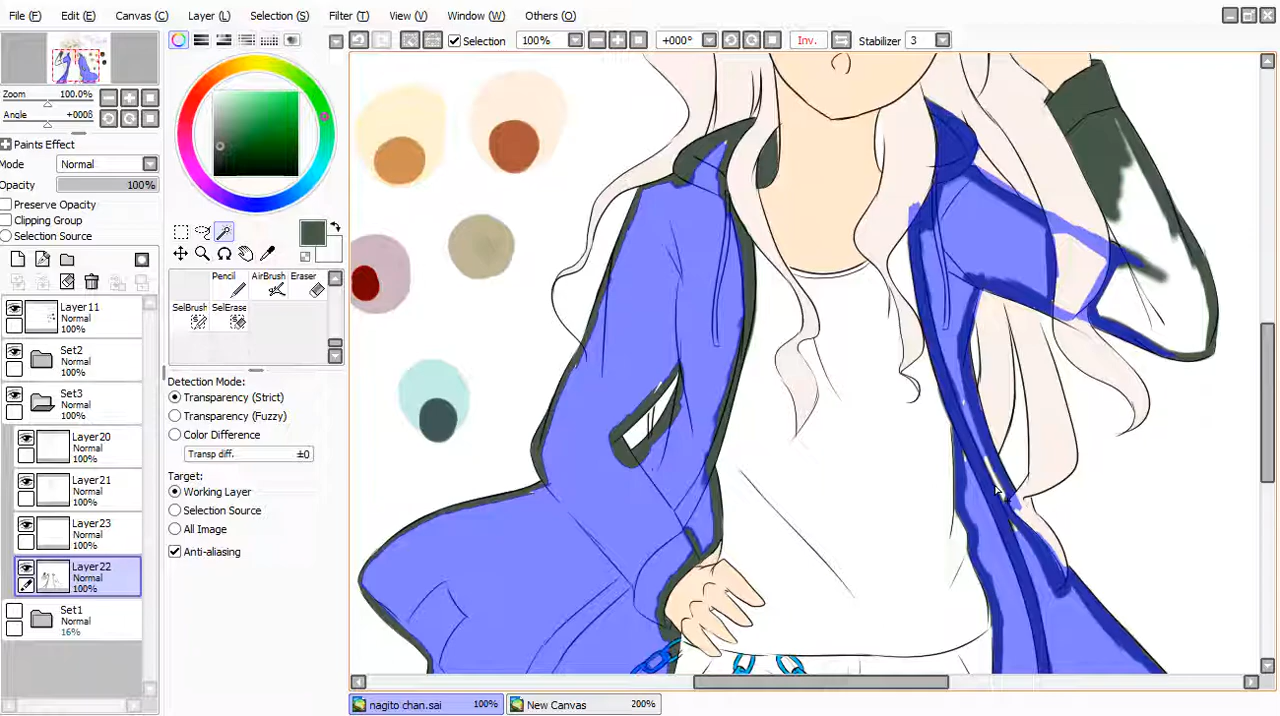 File (F) Edit (E) Canvas (C) Layer (L) Selection (S) Filter (T) View (V) Window (W) Others (O)
Selection 100% +000° Inv. Stabilizer 3
Zoom 100.0%
Angle +000θ
Paints Effect
Mode Normal
Opacity 100%
Preserve Opacity
Clipping Group
Selection Source
Layer11
Normal
100%
Set2
Normal
100%
Set3
Normal
100%
Layer20
Normal
100%
Layer21
Normal
100%
Layer23
Normal
100%
Layer22
Normal
100%
Set1
Normal
16%
Pencil AirBrush Eraser
SelBrush SelErase
Detection Mode:
Transparency (Strict)
Transparency (Fuzzy)
Color Difference
Transp diff. ±0
Target:
Working Layer
Selection Source
All Image
Anti-aliasing
nagito chan.sai 100% New Canvas 200%